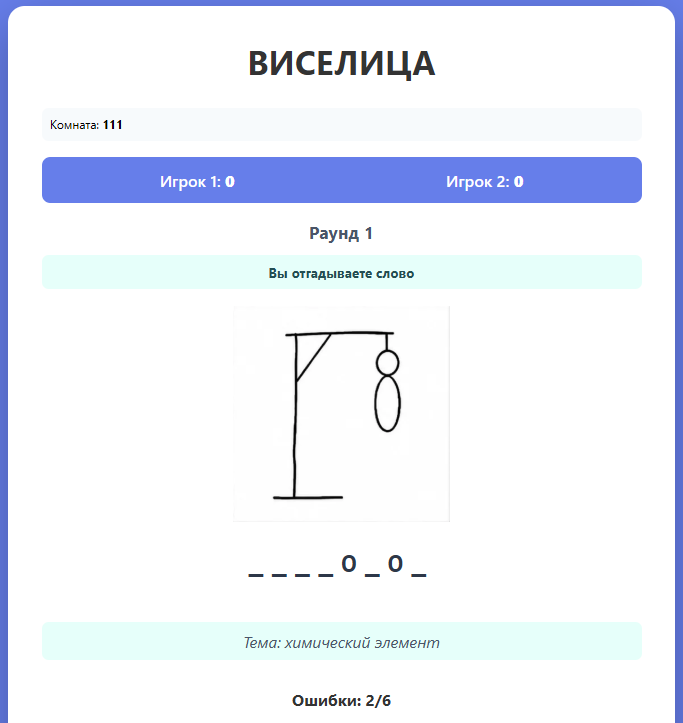 ВИСЕЛИЦА
Комната: 111
Игрок 1: 0 Игрок 2: 0
Раунд 1
Вы отгадываете слово
_ _ _ _ О _ О _
Тема: химический элемент
Ошибки: 2/6